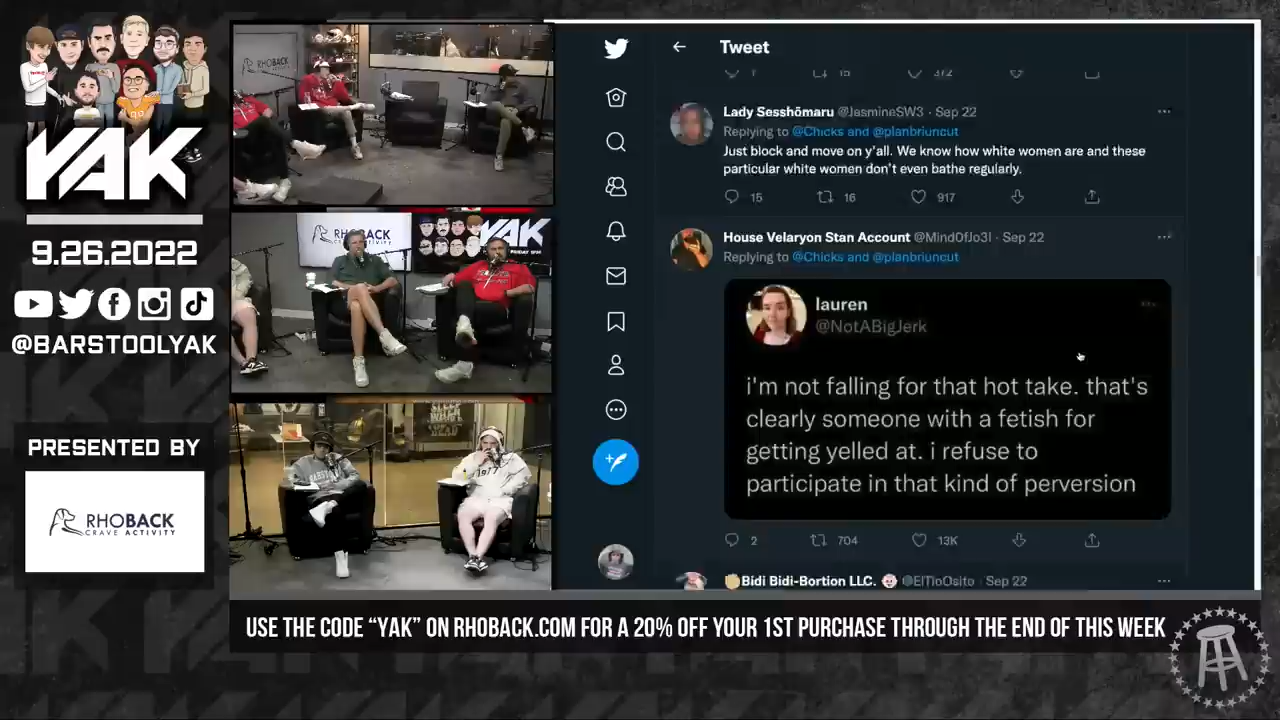 YAK
9.26.2022
@BARSTOOLYAK
PRESENTED BY
RHOBACK
CRAVE ACTIVITY
RHOBACK
YAK
Tweet
15
372
Lady Sesshōmaru @JasmineSW3 · Sep 22
Replying to @Chicks and @planbriuncut
Just block and move on y'all. We know how white women are and these
particular white women don't even bathe regularly.
15 16 917
House Velaryon Stan Account @Mind0fJo3l · Sep 22
Replying to @Chicks and @planbriuncut
lauren
@NotABigJerk
i'm not falling for that hot take. that's
clearly someone with a fetish for
getting yelled at. i refuse to
participate in that kind of perversion
2 704 13K
Bidi Bidi-Bortion LLC. @ElTioOsito · Sep 22
USE THE CODE “YAK” ON RHOBACK.COM FOR A 20% OFF YOUR 1ST PURCHASE THROUGH THE END OF THIS WEEK